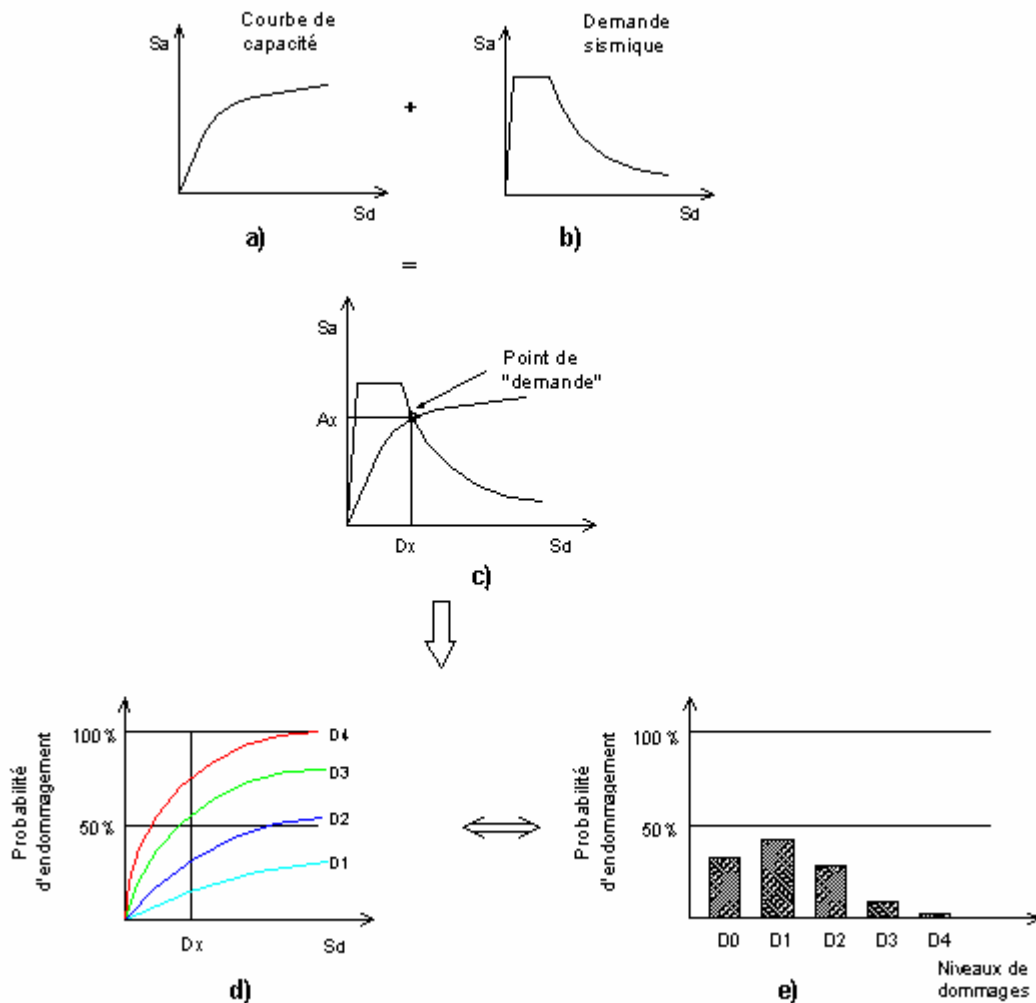 Courbe de
capacité
Sa
Sd
a)
+
Demande
sismique
Sa
Sd
b)
=
Sa
Point de
"demande"
Ax
Dx
Sd
c)
Probabilité
d'endommagement
100 %
50 %
D4
D3
D2
D1
Dx
Sd
d)
Probabilité
d'endommagement
100 %
50 %
D0 D1 D2 D3 D4
Niveaux de
dommages
e)